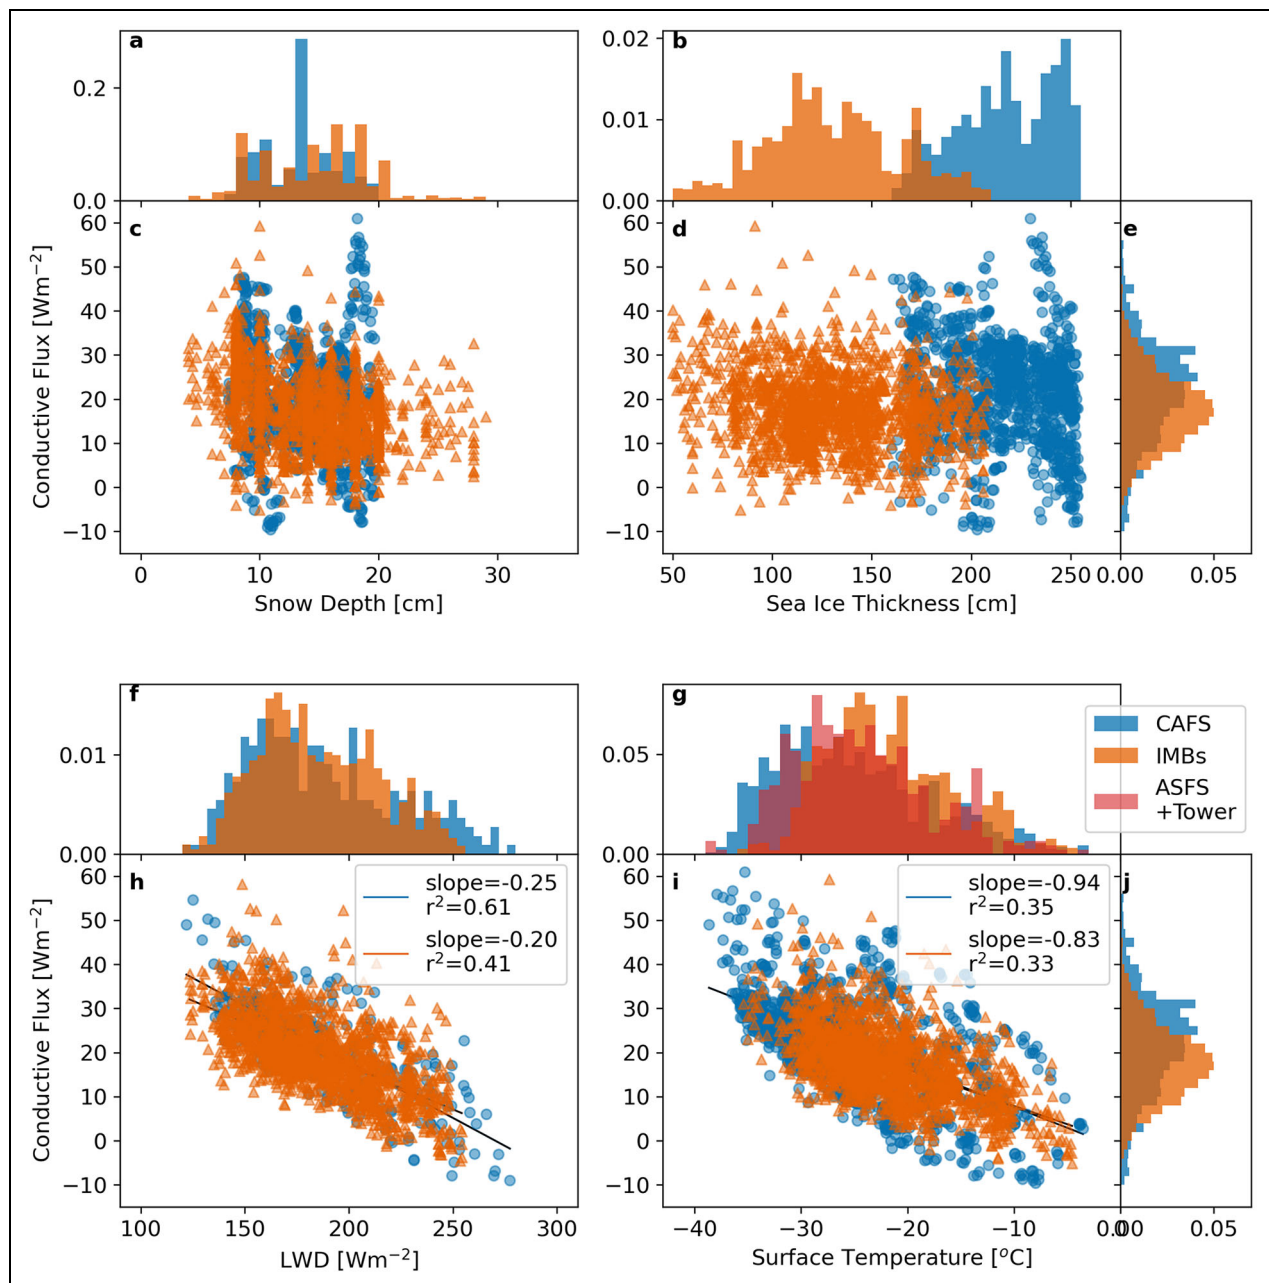 a
b
0.02
0.2
0.01
0.0
0.00
60
c
60
d
e
50
50
40
40
30
30
20
20
10
10
0
0
−10
−10
Conductive Flux [Wm−2]
0
10
20
30
50
100
150
200
250
0.00
0.05
Snow Depth [cm]
Sea Ice Thickness [cm]
f
g
CAFS
IMBs
ASFS
+Tower
0.01
0.05
0.00
0.00
60
h
slope=-0.25
r2=0.61
slope=-0.20
r2=0.41
60
i
slope=-0.94
r2=0.35
slope=-0.83
r2=0.33
j
50
50
40
40
30
30
20
20
10
10
0
0
−10
−10
Conductive Flux [Wm−2]
100
150
200
250
300
−40
−30
−20
−10
0.05
LWD [Wm−2]
Surface Temperature [oC]